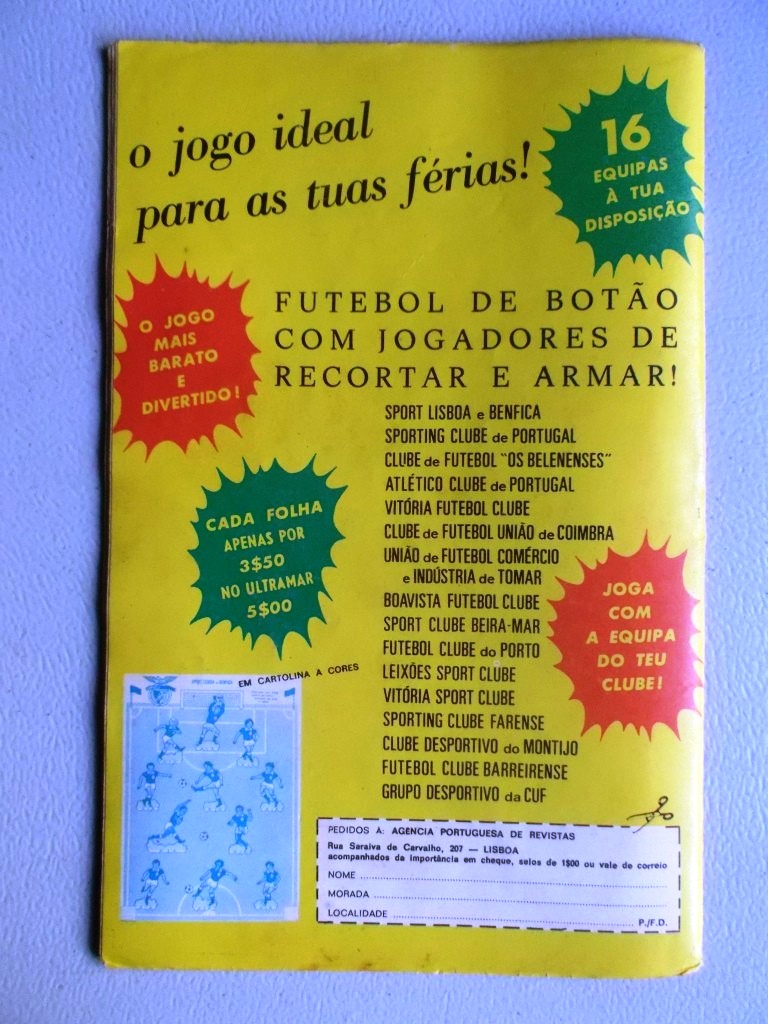 o jogo ideal
para as tuas férias!
16
EQUIPAS
À TUA
DISPOSIÇÃO
O JOGO
MAIS
BARATO
E
DIVERTIDO!
FUTEBOL DE BOTÃO
COM JOGADORES DE
RECORTAR E ARMAR!
SPORT LISBOA e BENFICA
SPORTING CLUBE de PORTUGAL
CLUBE de FUTEBOL "OS BELENENSES"
ATLÉTICO CLUBE de PORTUGAL
VITÓRIA FUTEBOL CLUBE
CLUBE de FUTEBOL UNIÃO de COIMBRA
UNIÃO de FUTEBOL COMÉRCIO
e INDÚSTRIA de TOMAR
BOAVISTA FUTEBOL CLUBE
SPORT CLUBE BEIRA-MAR
FUTEBOL CLUBE do PORTO
LEIXÕES SPORT CLUBE
VITÓRIA SPORT CLUBE
SPORTING CLUBE FARENSE
CLUBE DESPORTIVO do MONTIJO
FUTEBOL CLUBE BARREIRENSE
GRUPO DESPORTIVO da CUF
CADA FOLHA
APENAS POR
3$50
NO ULTRAMAR
5$00
JOGA
COM
A EQUIPA
DO TEU
CLUBE!
EM CARTOLINA A CORES
PEDIDOS À: AGENCIA PORTUGUESA DE REVISTAS
Rua Saraiva de Carvalho, 207 — LISBOA
acompanhados da importância em cheque, selos de 1$00 ou vale de correio
NOME
MORADA
LOCALIDADE
P./F.D.